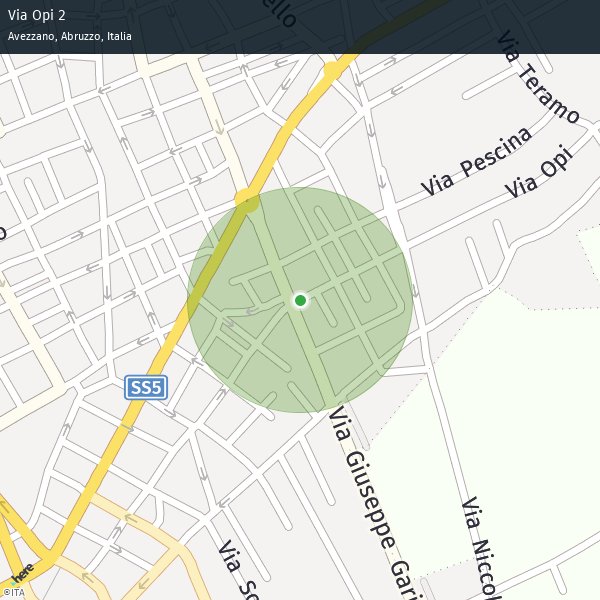 Via Opi 2
Avezzano, Abruzzo, Italia
Via Teramo
Via Pescina
Via Opi
SS5
Via Giuseppe Gari
Via Niccol
Via So
here
©ITA